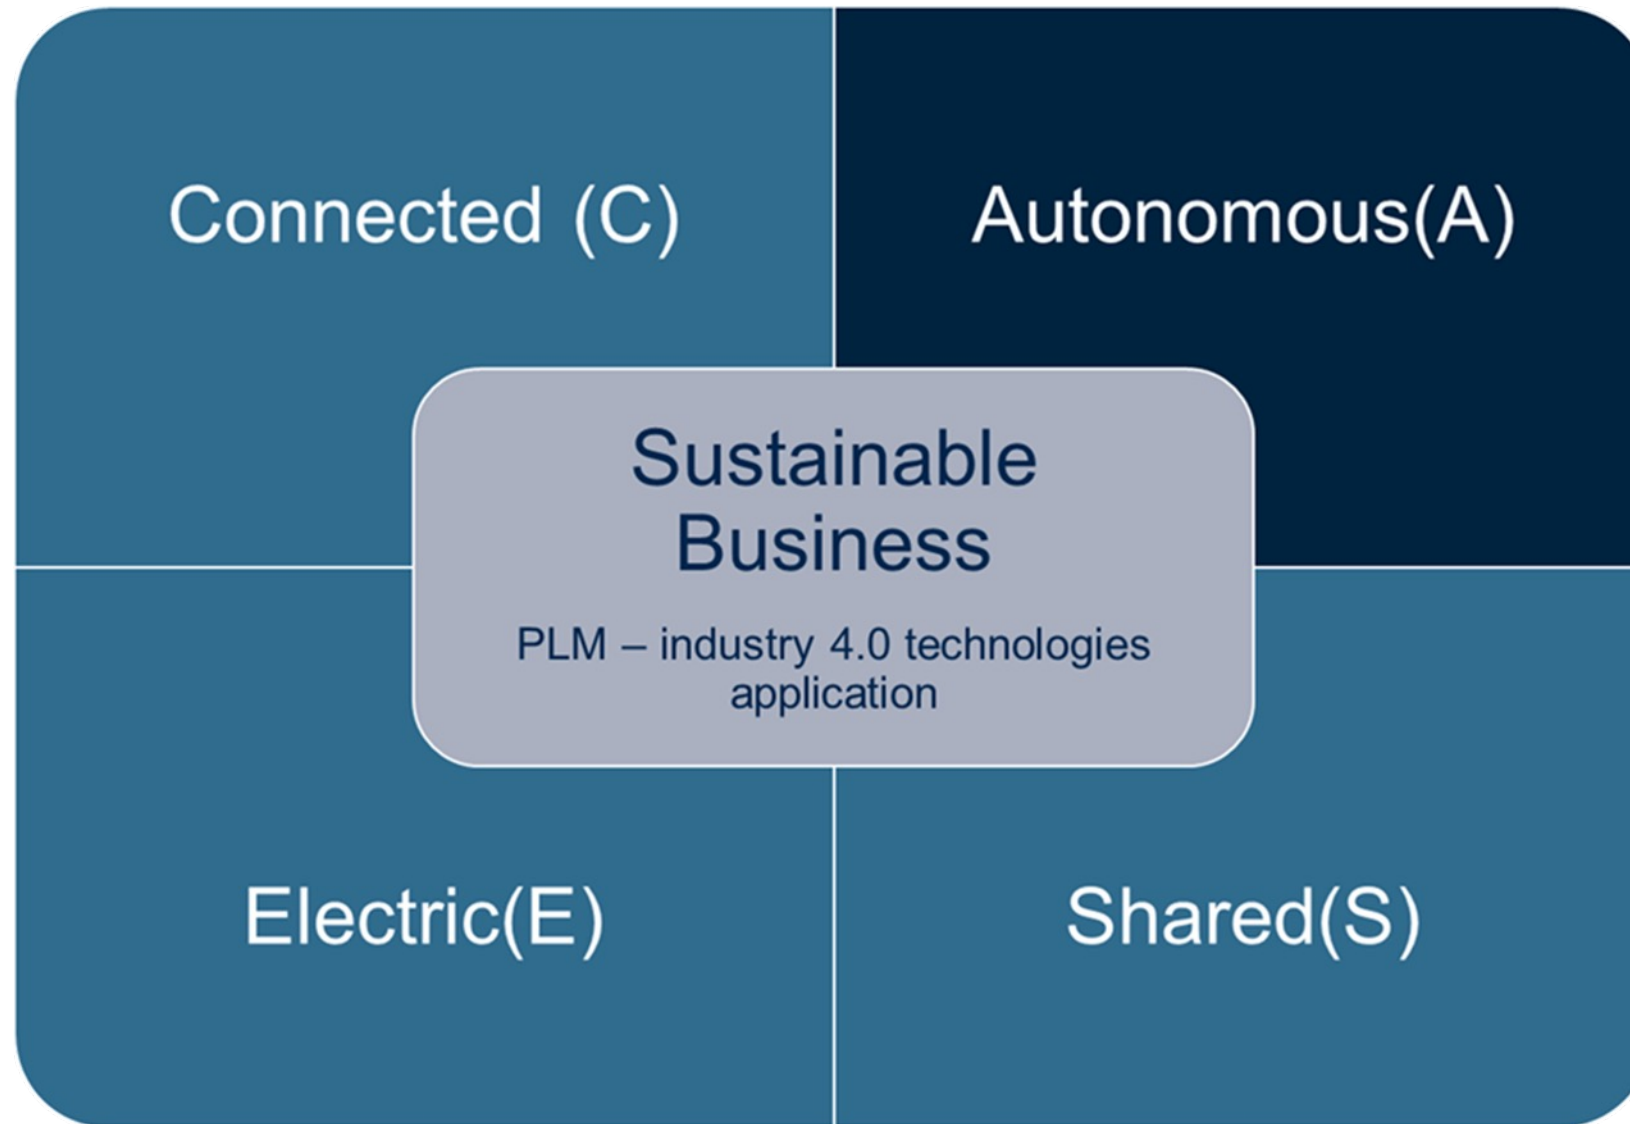 Connected (C)
Autonomous(A)
Sustainable
Business
PLM – industry 4.0 technologies
application
Electric(E)
Shared(S)